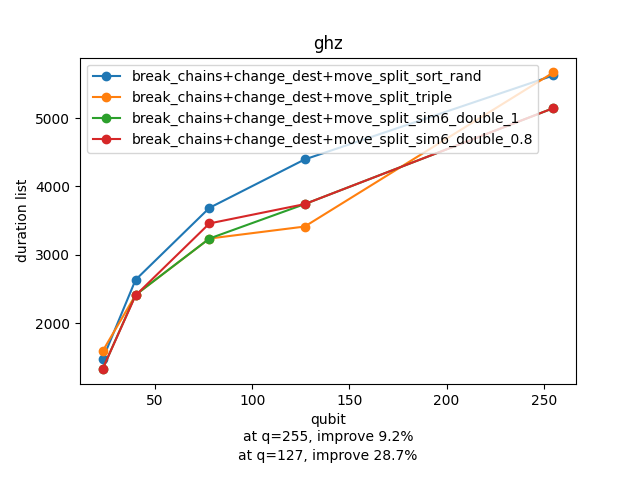 ghz
break_chains+change_dest+move_split_sort_rand
break_chains+change_dest+move_split_triple
break_chains+change_dest+move_split_sim6_double_1
break_chains+change_dest+move_split_sim6_double_0.8
duration list
5000
4000
3000
2000
50 100 150 200 250
qubit
at q=255, improve 9.2%
at q=127, improve 28.7%